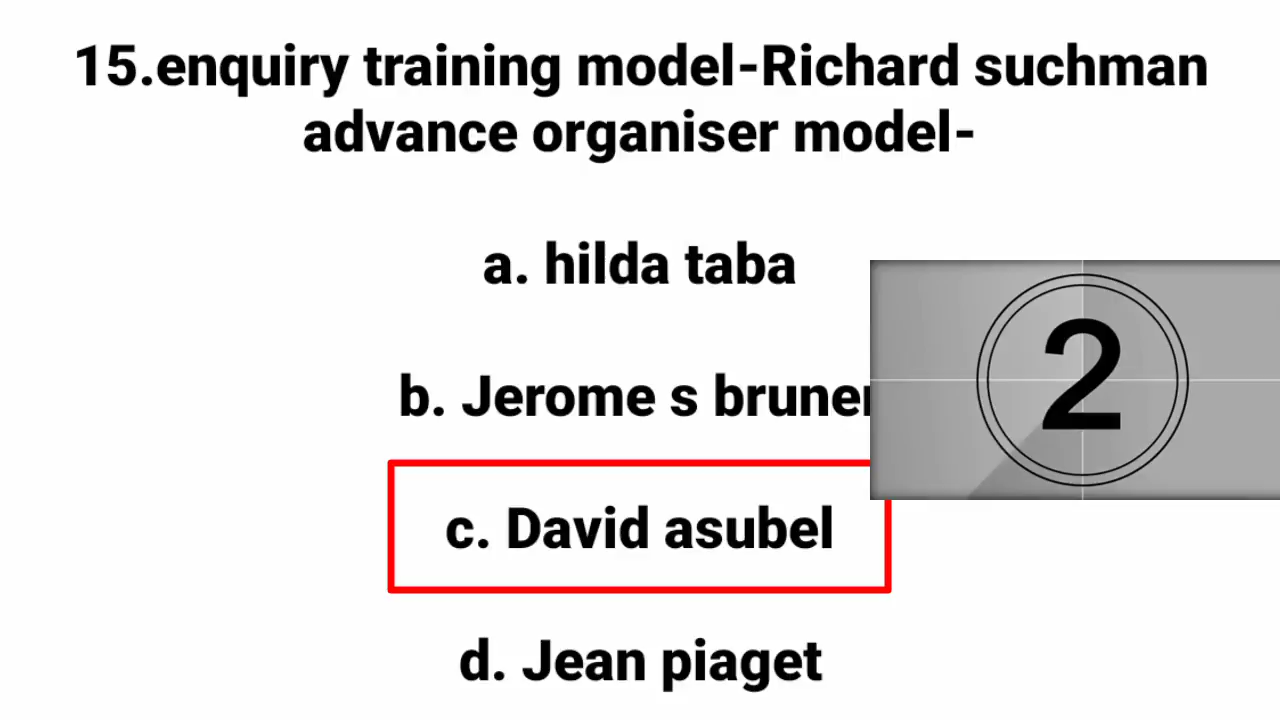 15.enquiry training model-Richard suchman
advance organiser model-
a. hilda taba
b. Jerome s bruner
2
c. David asubel
d. Jean piaget